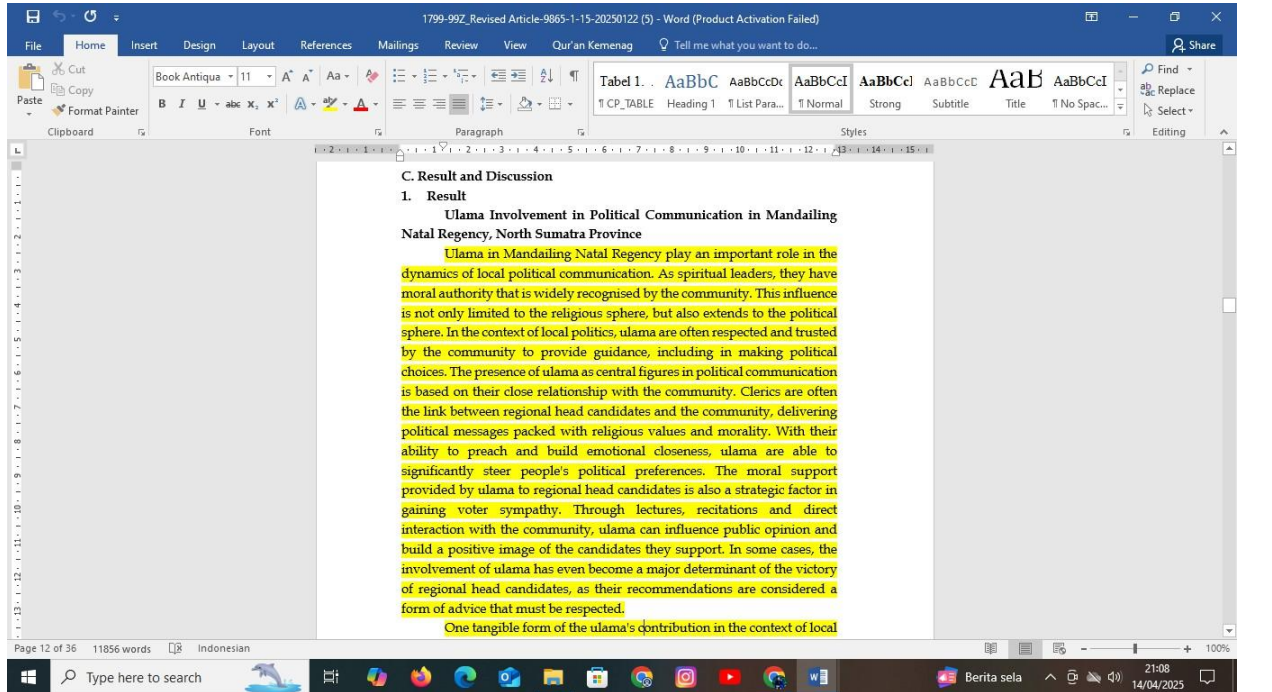 1799-99Z_Revised Article-9865-1-15-20250122 (5) - Word (Product Activation Failed)
File Home Insert Design Layout References Mailings Review View Qur'an Kemenag Tell me what you want to do... Share
Cut
Copy
Format Painter
Paste
Book Antiqua 11
Tabel 1. . AaBbC AaBbCcDc AaBbCcI AaBbCcI AaBbCcD AaB AaBbCcI
¶ CP_TABLE Heading 1 ¶ List Para... ¶ Normal Strong Subtitle Title ¶ No Spac...
Find
Replace
Select
Clipboard Font Paragraph Styles Editing
C. Result and Discussion
1. Result
Ulama Involvement in Political Communication in Mandailing
Natal Regency, North Sumatra Province
Ulama in Mandailing Natal Regency play an important role in the
dynamics of local political communication. As spiritual leaders, they have
moral authority that is widely recognised by the community. This influence
is not only limited to the religious sphere, but also extends to the political
sphere. In the context of local politics, ulama are often respected and trusted
by the community to provide guidance, including in making political
choices. The presence of ulama as central figures in political communication
is based on their close relationship with the community. Clerics are often
the link between regional head candidates and the community, delivering
political messages packed with religious values and morality. With their
ability to preach and build emotional closeness, ulama are able to
significantly steer people's political preferences. The moral support
provided by ulama to regional head candidates is also a strategic factor in
gaining voter sympathy. Through lectures, recitations and direct
interaction with the community, ulama can influence public opinion and
build a positive image of the candidates they support. In some cases, the
involvement of ulama has even become a major determinant of the victory
of regional head candidates, as their recommendations are considered a
form of advice that must be respected.
One tangible form of the ulama's contribution in the context of local
Page 12 of 36 11856 words Indonesian 100%
Type here to search
Berita sela
21:08
14/04/2025